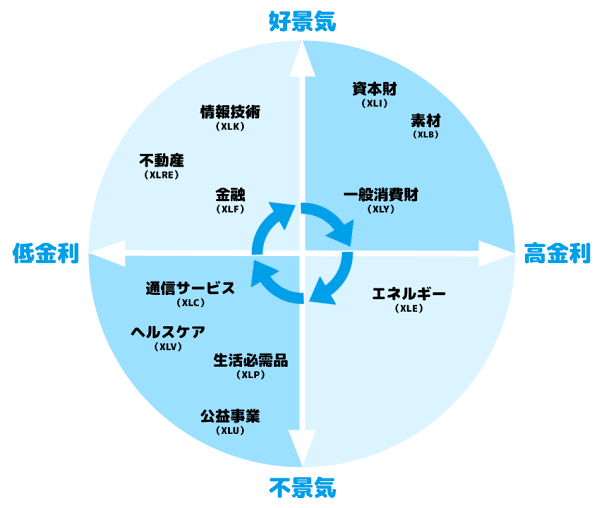 好景気
資本財
（XLI）
情報技術
（XLK）
素材
（XLB）
不動産
（XLRE）
金融
（XLF）
一般消費財
（XLY）
低金利
高金利
通信サービス
（XLC）
エネルギー
（XLE）
ヘルスケア
（XLV）
生活必需品
（XLP）
公益事業
（XLU）
不景気